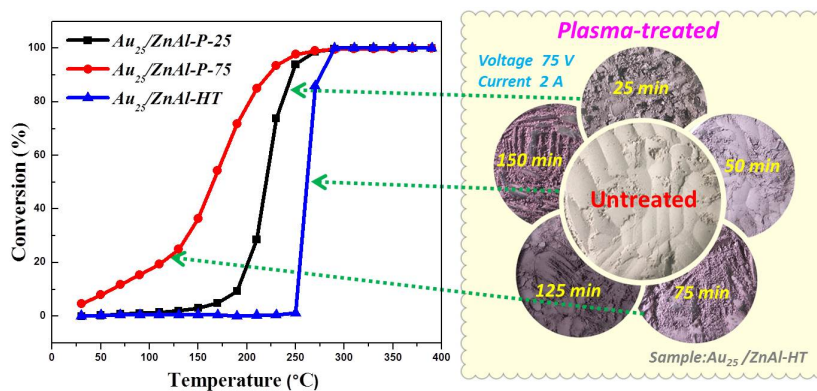 Au25/ZnAl-P-25
Au25/ZnAl-P-75
Au25/ZnAl-HT
100
80
60
40
20
0
Conversion (%)
0 50 100 150 200 250 300 350 400
Temperature (°C)
Plasma-treated
Voltage 75 V
Current 2 A
25 min
150 min
50 min
Untreated
125 min
75 min
Sample:Au25 /ZnAl-HT